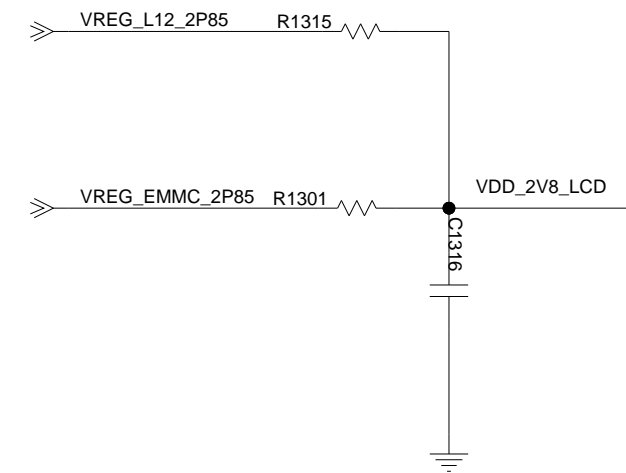 VREG_L12_2P85
R1315
VREG_EMMC_2P85
R1301
VDD_2V8_LCD
C1316